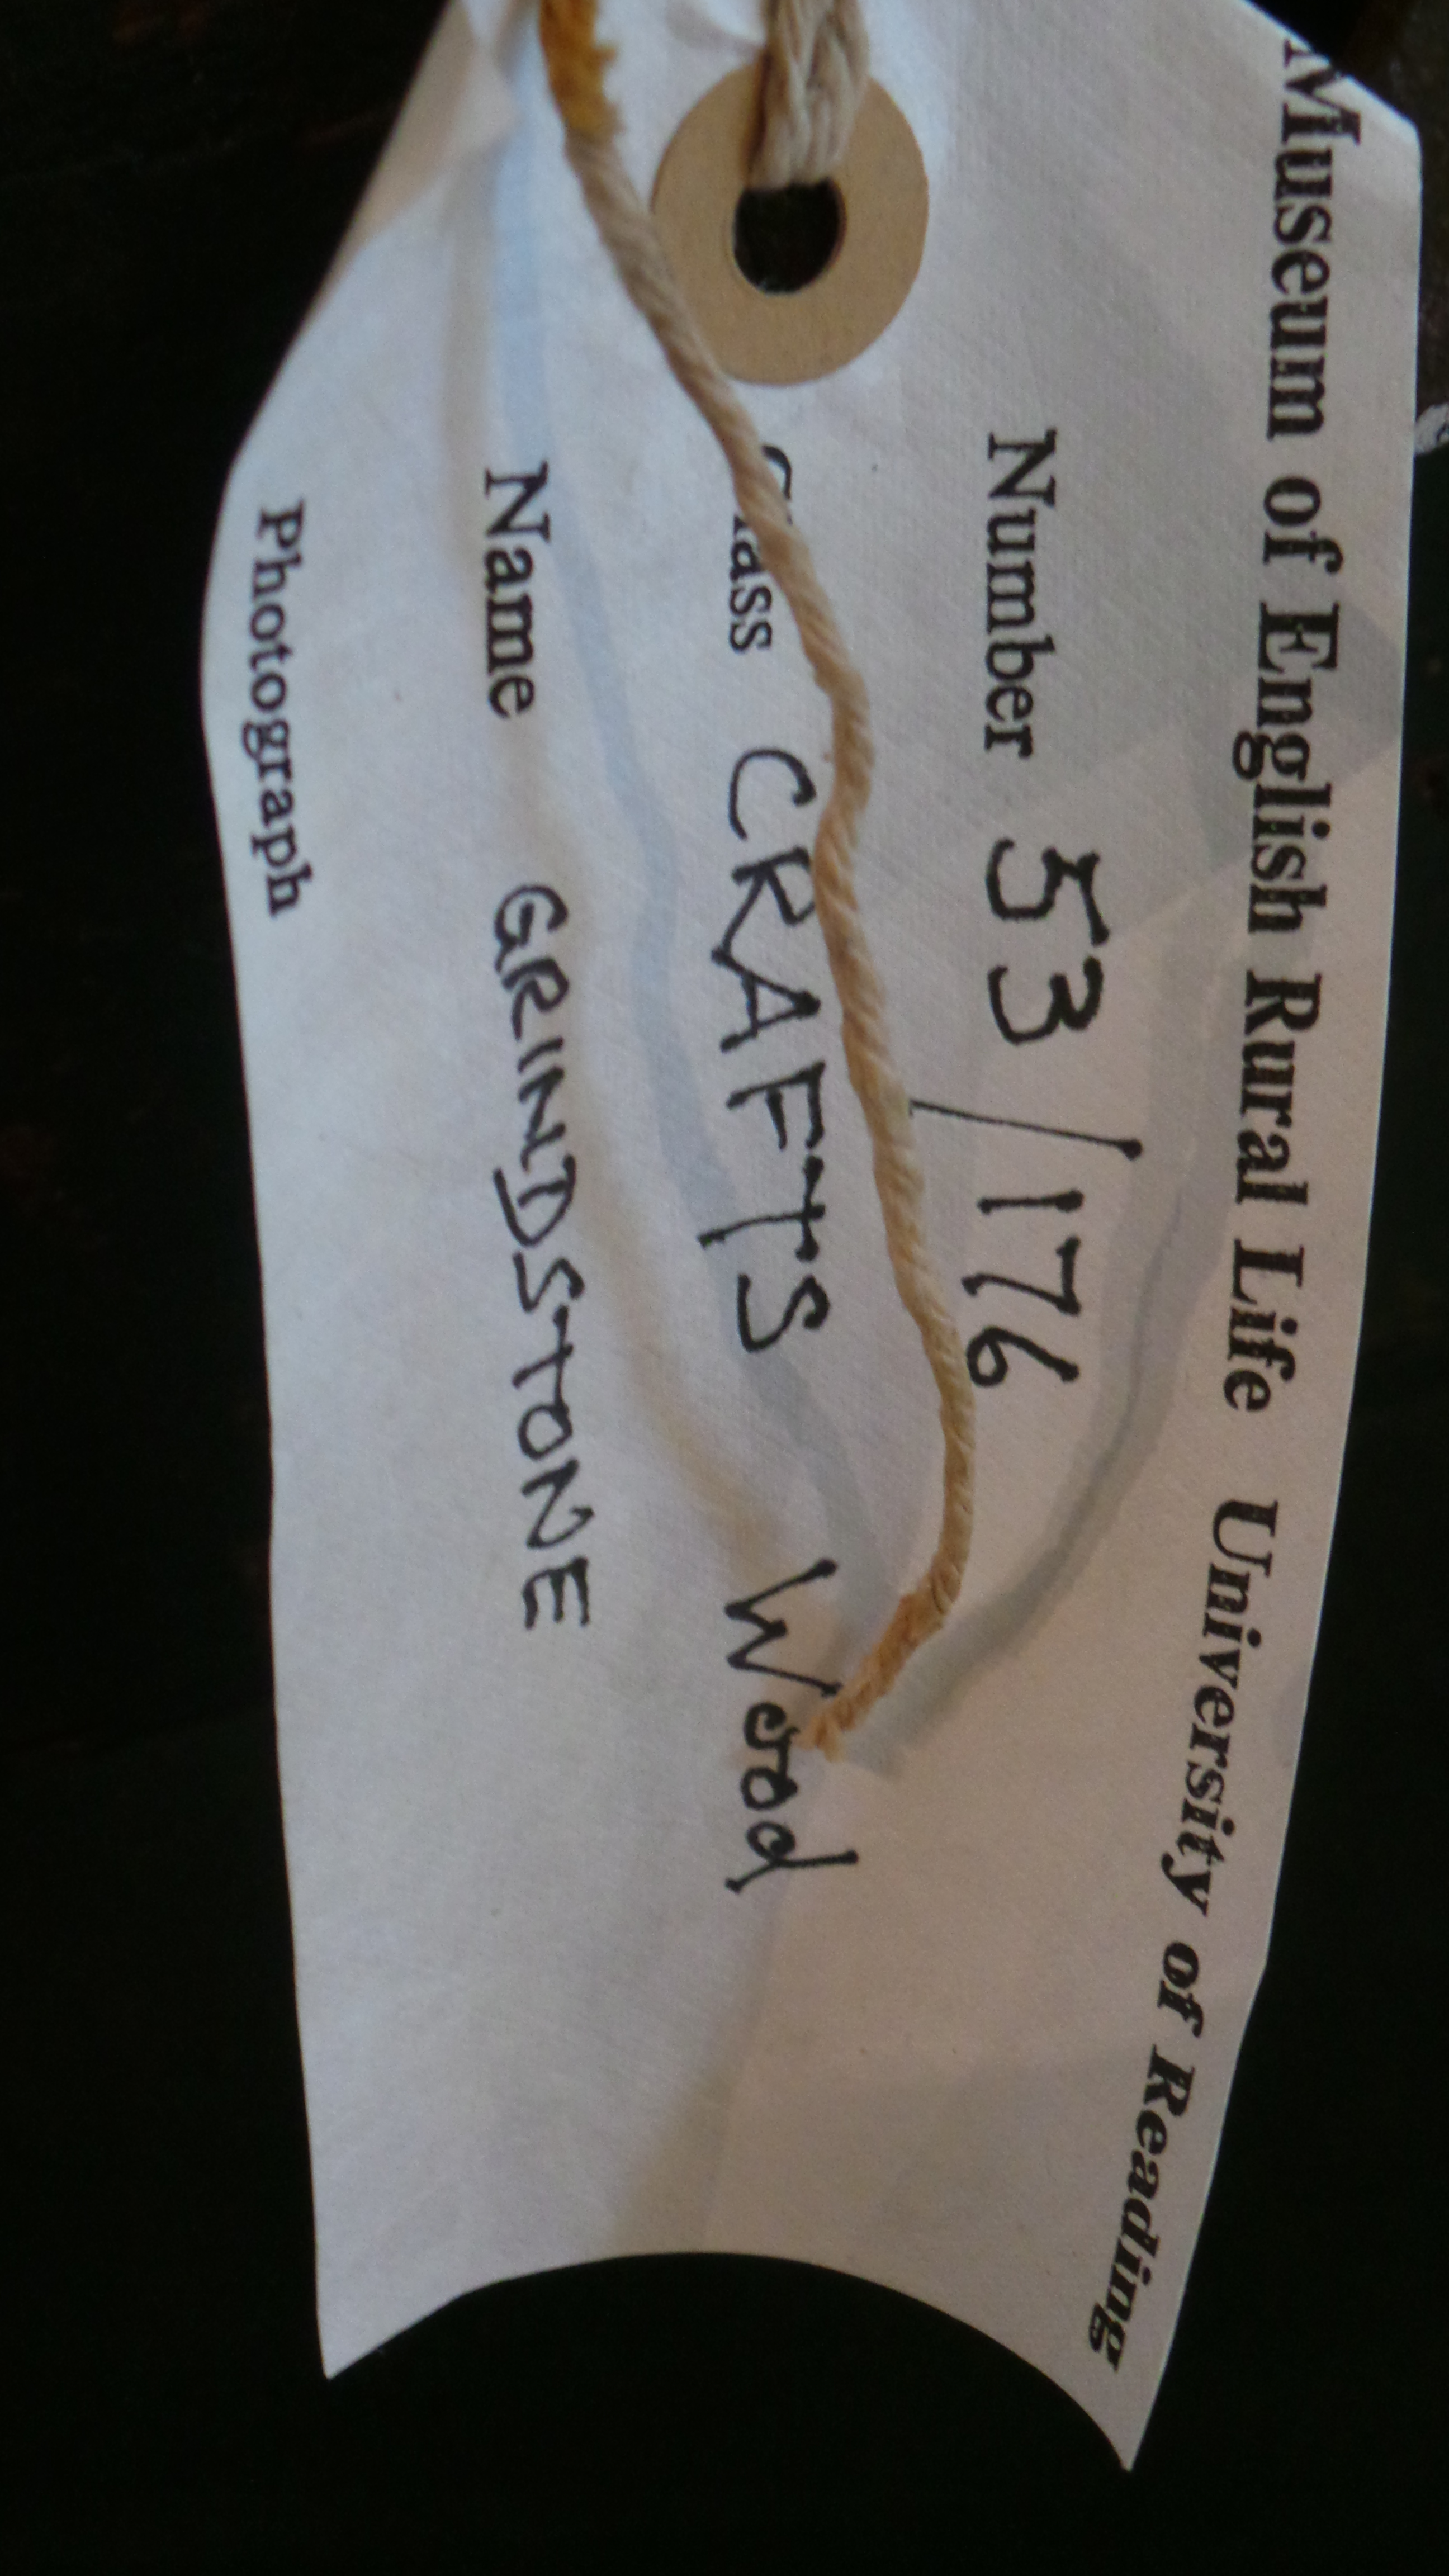 Museum of English Rural Life University of Reading
Number 53/176
Class CRAFTS Wood
Name GRINDSTONE
Photograph